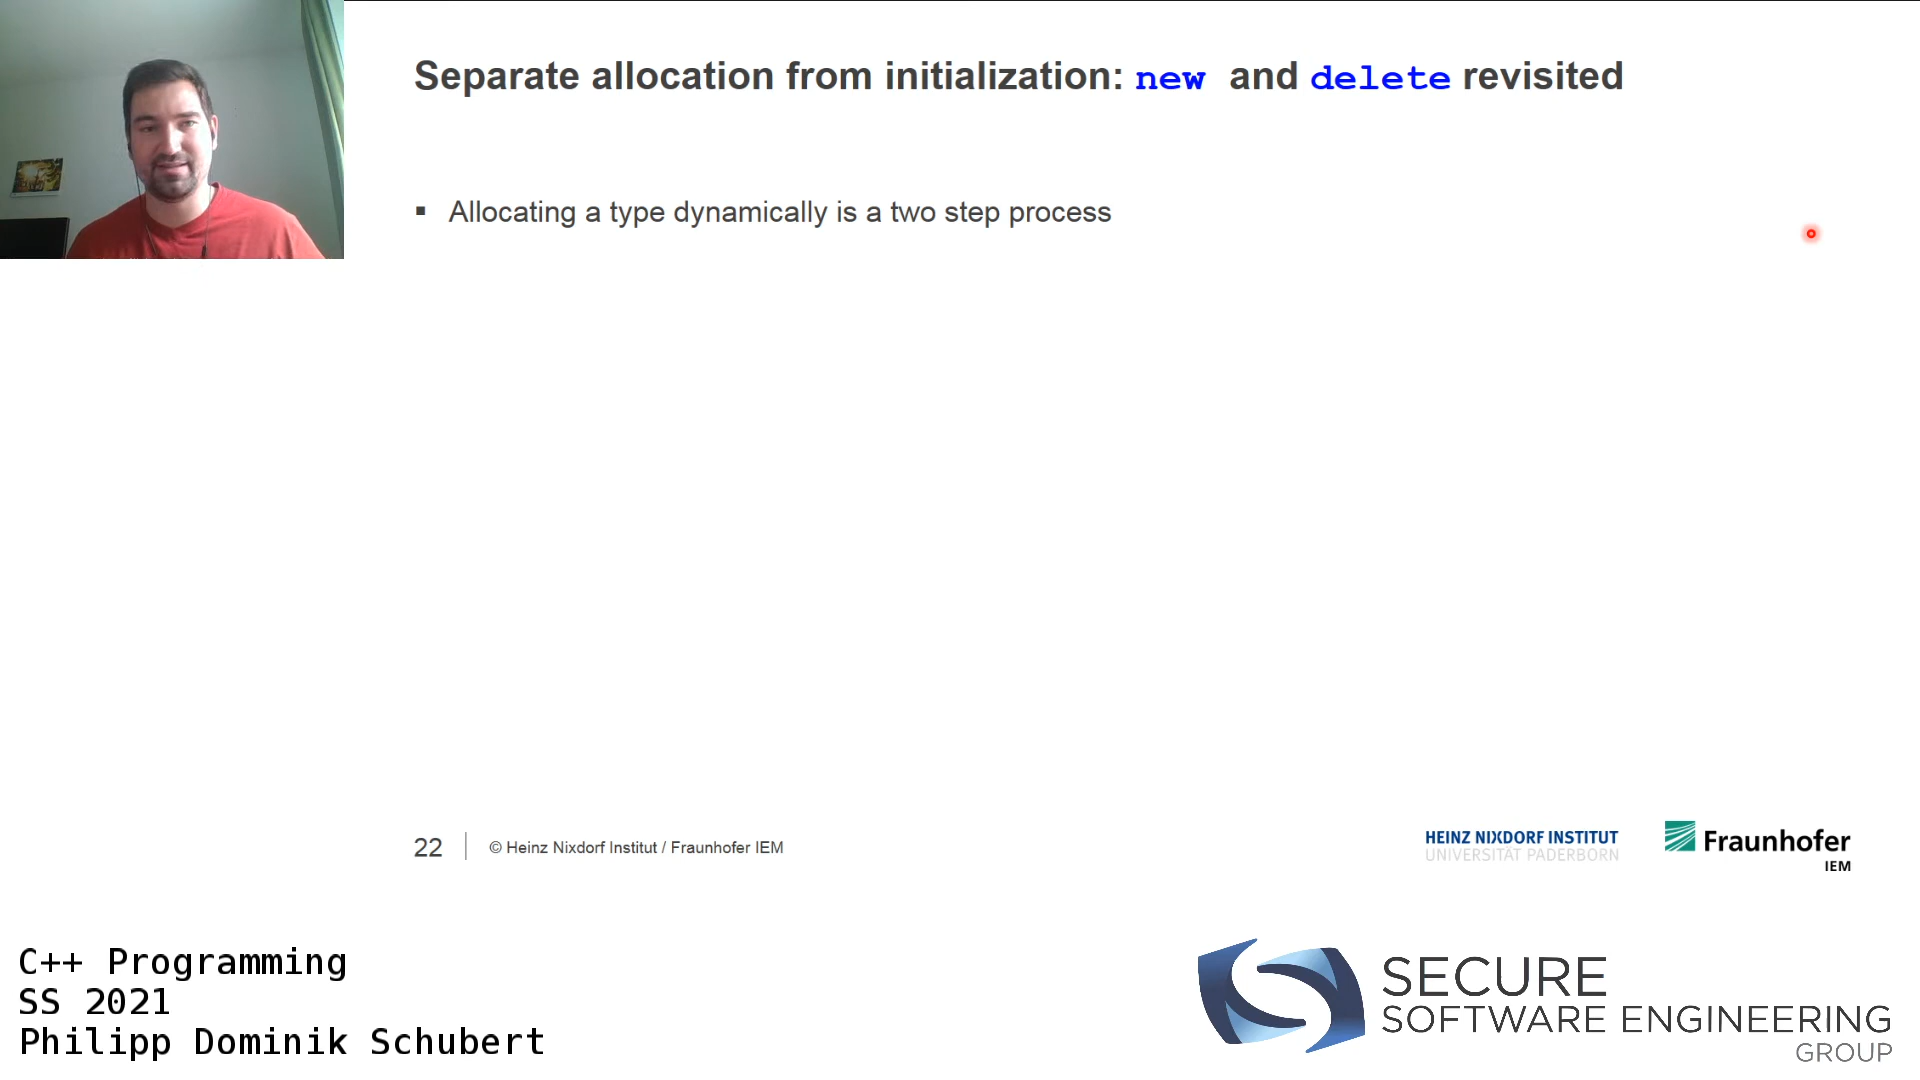 Separate allocation from initialization: new and delete revisited
▪ Allocating a type dynamically is a two step process
22 © Heinz Nixdorf Institut / Fraunhofer IEM
HEINZ NIXDORF INSTITUT
UNIVERSITÄT PADERBORN
Fraunhofer
IEM
C++ Programming
SS 2021
Philipp Dominik Schubert
SECURE
SOFTWARE ENGINEERING
GROUP